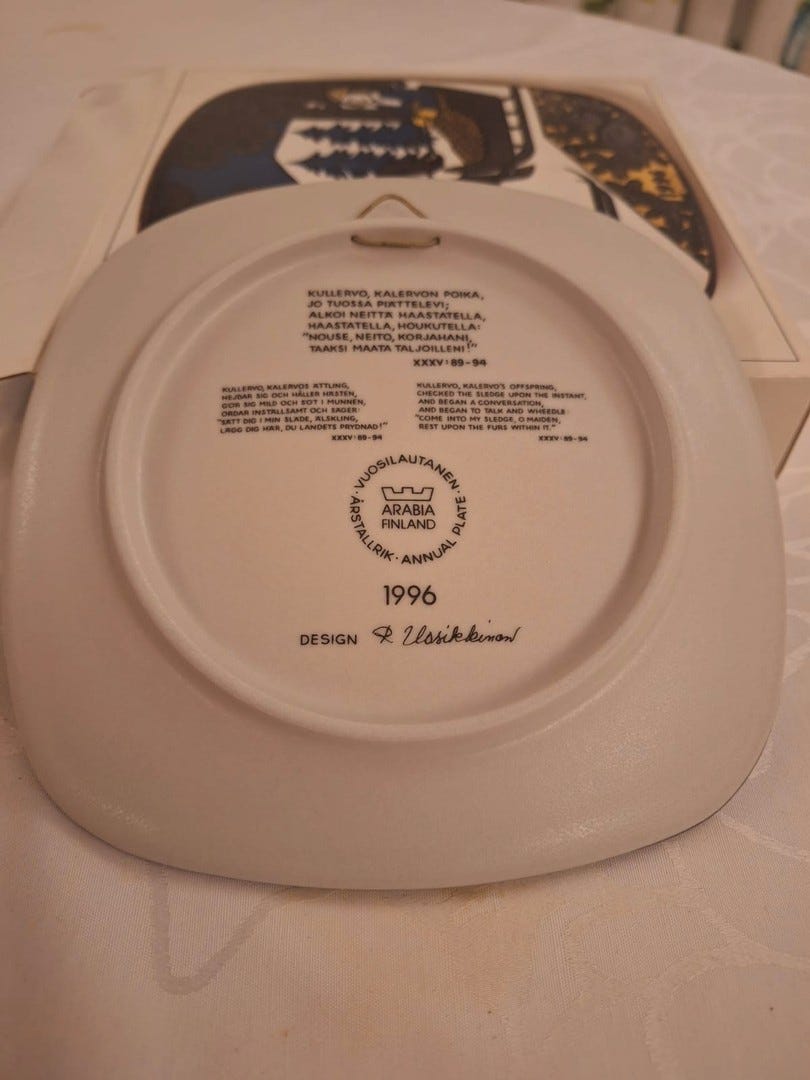 KULLERVO, KALERVON POIKA,
JO TUOSSA PIÄTTELEVI;
ALKOI NEITTÄ HAASTATELLA,
HAASTATELLA, HOUKUTELLA:
"NOUSE, NEITO, KORJAHANI,
TAAKSI MAATA TALJOILLENI!"
XXXV:89-94
KULLERVO, KALERVOS ÄTTLING,
HEJDAR SIG OCH HÅLLER HÄSTEN,
GÖR SIG MILD OCH SÖT I MUNNEN,
ORDAR INSTÄLLSAMT OCH SÄGER:
"SÄTT DIG I MIN SLÄDE, ÄLSKLING,
LÄGG DIG HÄR, DU LANDETS PRYDNAD!"
XXXV:89-94
KULLERVO, KALERVO'S OFFSPRING,
CHECKED THE SLEDGE UPON THE INSTANT,
AND BEGAN A CONVERSATION,
AND BEGAN TO TALK AND WHEEDLE:
"COME INTO MY SLEDGE, O MAIDEN,
REST UPON THE FURS WITHIN IT."
XXXV:89-94
VUOSILAUTANEN · ANNUAL PLATE · ÅRSTALLRIK ·
ARABIA
FINLAND
1996
DESIGN R Uosikkinen